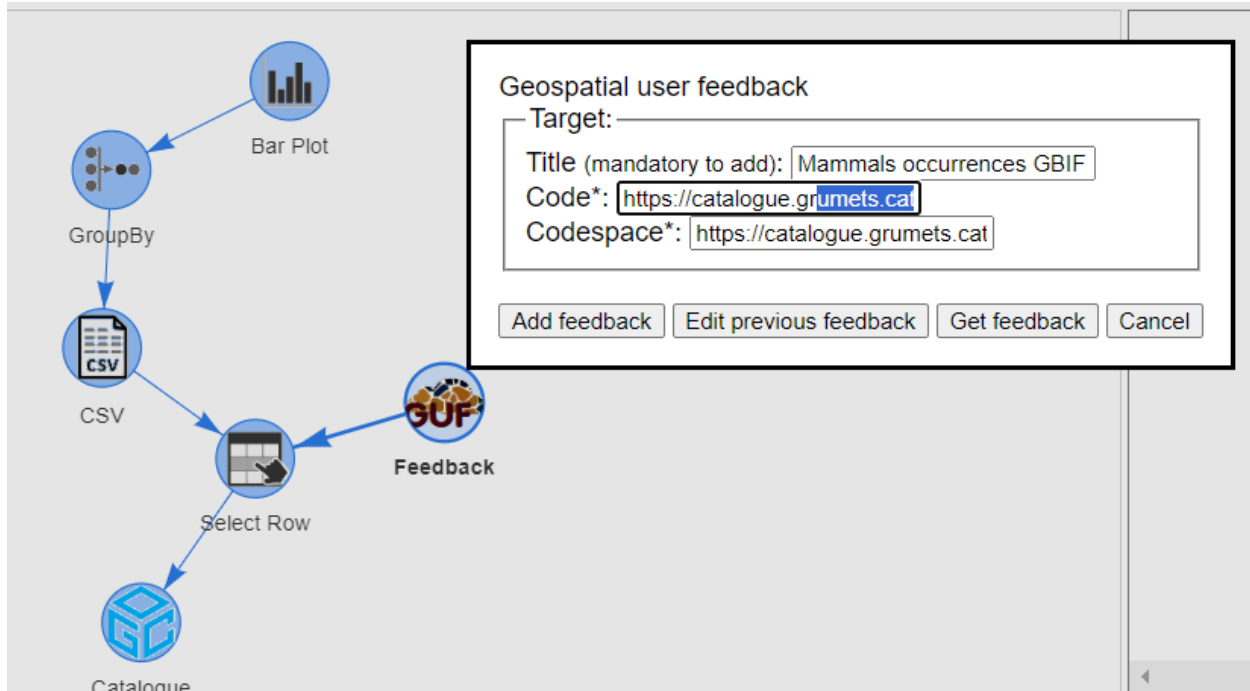 Geospatial user feedback
Target:
Title (mandatory to add): Mammals occurrences GBIF
Code*: https://catalogue.grumets.cat
Codespace*: https://catalogue.grumets.cat
Add feedback Edit previous feedback Get feedback Cancel
Bar Plot
GroupBy
CSV
CSV
GUF
Feedback
Select Row
OGC
Catalogue